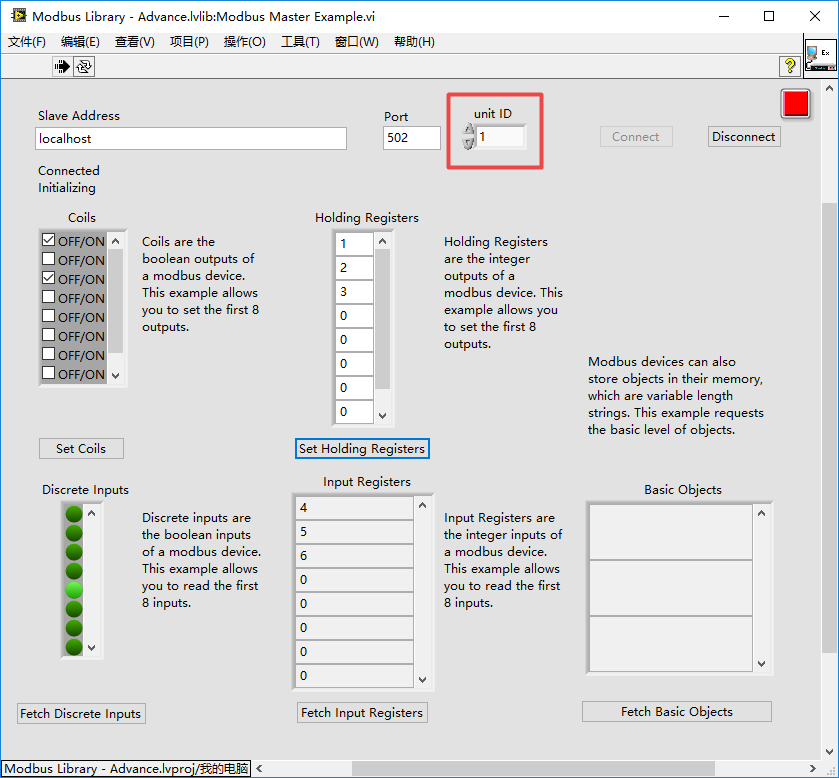 Modbus Library - Advance.lvlib:Modbus Master Example.vi
文件(F) 编辑(E) 查看(V) 项目(P) 操作(O) 工具(T) 窗口(W) 帮助(H)
?
Ex
Slave Address
Port
unit ID
localhost
502
1
Connect
Disconnect
Connected
Initializing
Coils
OFF/ON
OFF/ON
OFF/ON
OFF/ON
OFF/ON
OFF/ON
OFF/ON
OFF/ON
Coils are the
boolean outputs of
a modbus device.
This example allows
you to set the first 8
outputs.
Holding Registers
1
2
3
0
0
0
0
0
Holding Registers
are the integer
outputs of a
modbus device. This
example allows you
to set the first 8
outputs.
Modbus devices can also
store objects in their memory,
which are variable length
strings. This example requests
the basic level of objects.
Set Coils
Set Holding Registers
Discrete Inputs
Discrete inputs are
the boolean inputs
of a modbus device.
This example allows
you to read the first
8 inputs.
Input Registers
4
5
6
0
0
0
0
0
Input Registers are
the integer inputs of
a modbus device.
This example allows
you to read the first
8 inputs.
Basic Objects
Fetch Discrete Inputs
Fetch Input Registers
Fetch Basic Objects
Modbus Library - Advance.lvproj/我的电脑